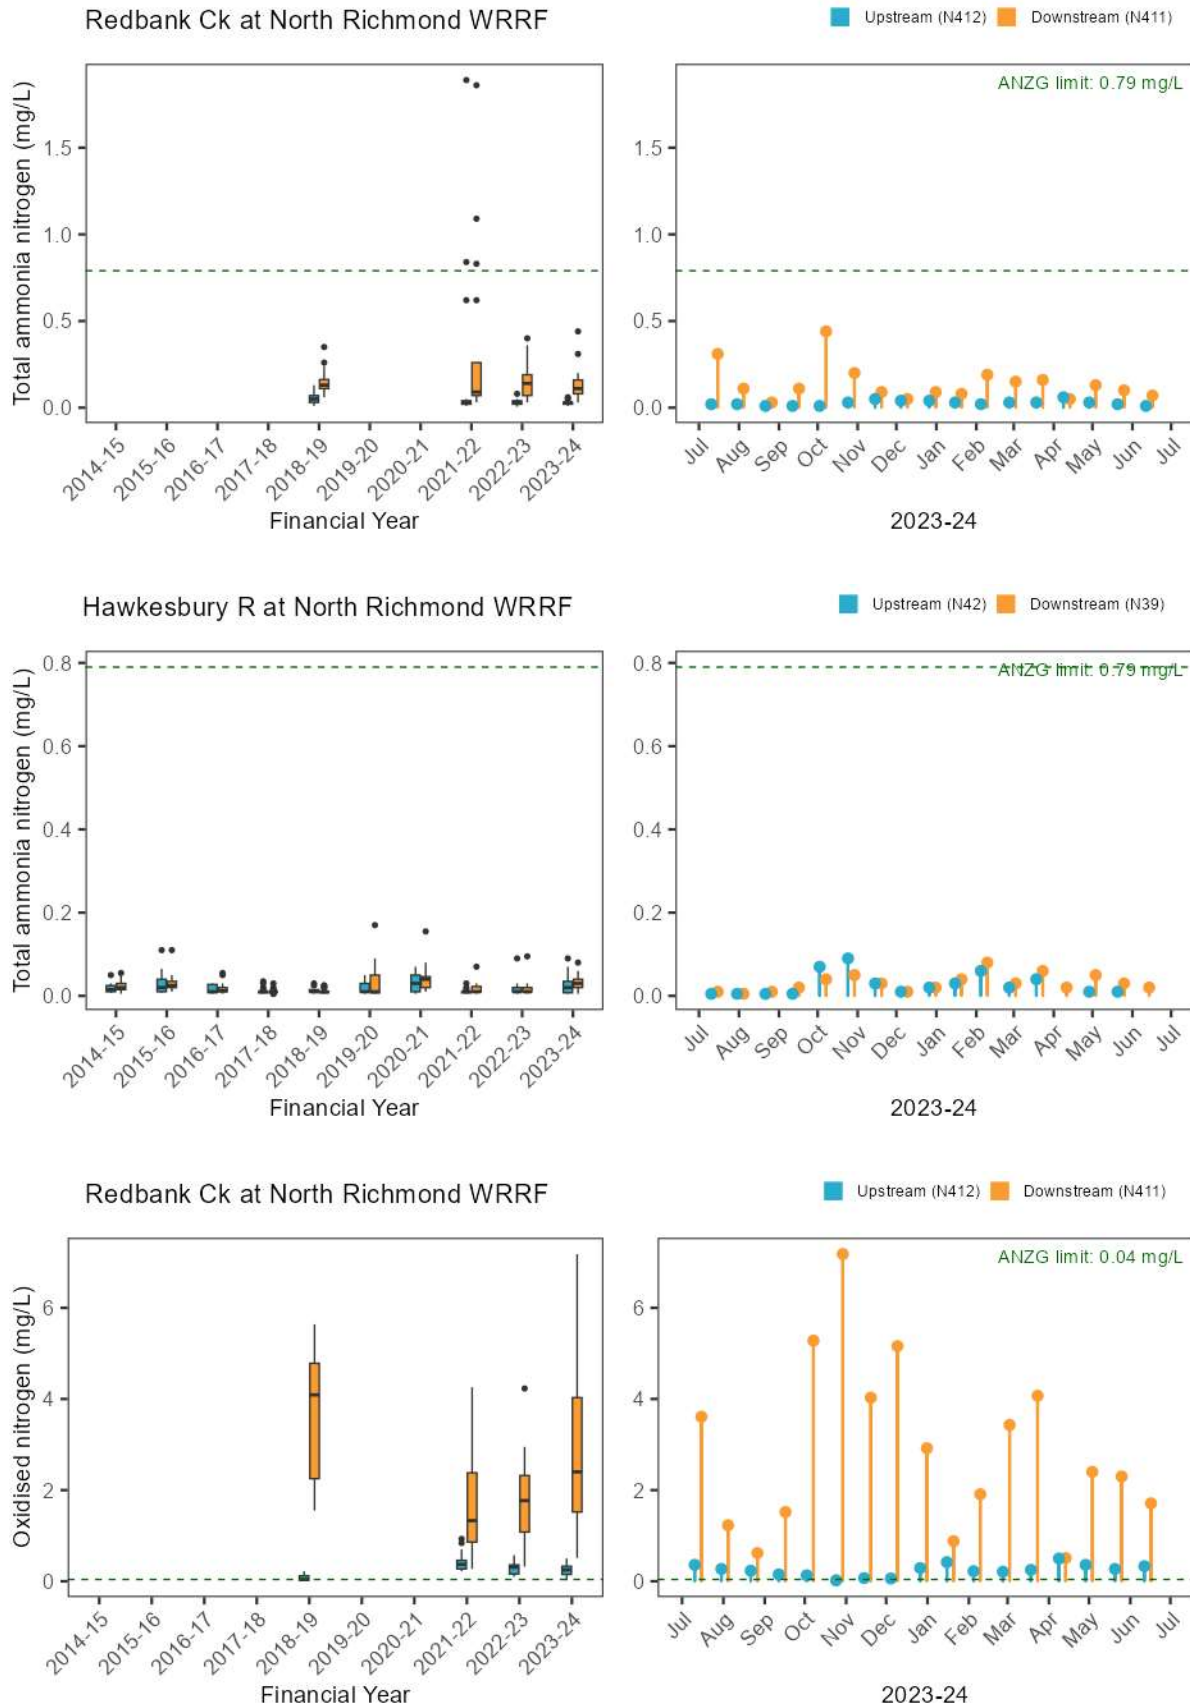 Redbank Ck at North Richmond WRRF
Upstream (N412) Downstream (N411)
Total ammonia nitrogen (mg/L)
1.5
1.0
0.5
0.0
2014-15 2015-16 2016-17 2017-18 2018-19 2019-20 2020-21 2021-22 2022-23 2023-24
Financial Year
ANZG limit: 0.79 mg/L
1.5
1.0
0.5
0.0
Jul Aug Sep Oct Nov Dec Jan Feb Mar Apr May Jun Jul
2023-24
Hawkesbury R at North Richmond WRRF
Upstream (N42) Downstream (N39)
Total ammonia nitrogen (mg/L)
0.8
0.6
0.4
0.2
0.0
2014-15 2015-16 2016-17 2017-18 2018-19 2019-20 2020-21 2021-22 2022-23 2023-24
Financial Year
ANZG limit: 0.79 mg/L
0.8
0.6
0.4
0.2
0.0
Jul Aug Sep Oct Nov Dec Jan Feb Mar Apr May Jun Jul
2023-24
Redbank Ck at North Richmond WRRF
Upstream (N412) Downstream (N411)
Oxidised nitrogen (mg/L)
6
4
2
0
2014-15 2015-16 2016-17 2017-18 2018-19 2019-20 2020-21 2021-22 2022-23 2023-24
Financial Year
ANZG limit: 0.04 mg/L
6
4
2
0
Jul Aug Sep Oct Nov Dec Jan Feb Mar Apr May Jun Jul
2023-24